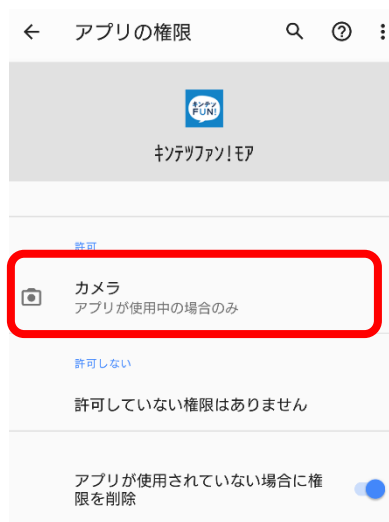 アプリの権限
キンテツ
FUN!
キンテツファン!モア
許可
カメラ
アプリが使用中の場合のみ
許可しない
許可していない権限はありません
アプリが使用されていない場合に権
限を削除